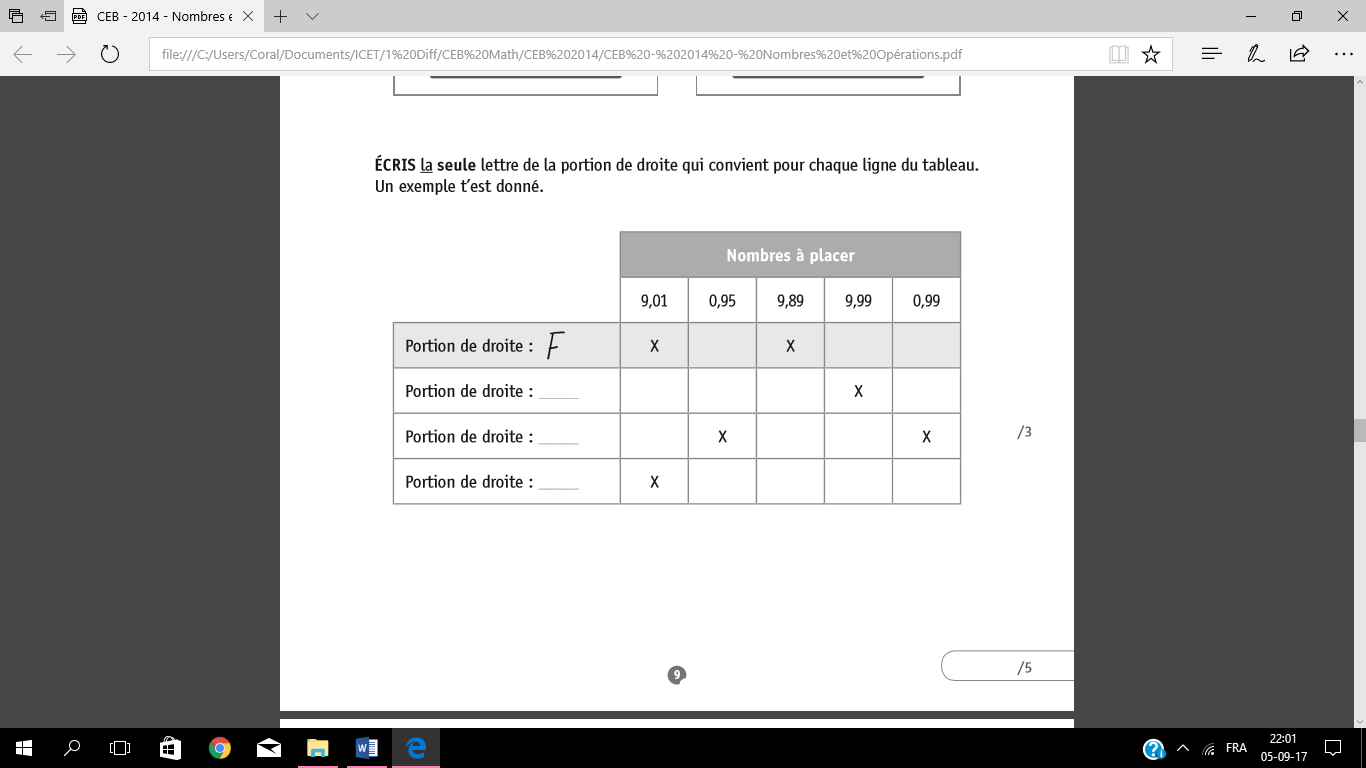 CEB - 2014 - Nombres e
file:///C:/Users/Coral/Documents/ICET/1%20Diff/CEB%20Math/CEB%202014/CEB%20-%202014%20-%20Nombres%20et%20Opérations.pdf
ÉCRIS la seule lettre de la portion de droite qui convient pour chaque ligne du tableau.
Un exemple t'est donné.
Nombres à placer
9,01 0,95 9,89 9,99 0,99
Portion de droite : F X X
Portion de droite : _____ X
Portion de droite : _____ X X
/3
Portion de droite : _____ X
9
/5
FRA
22:01
05-09-17